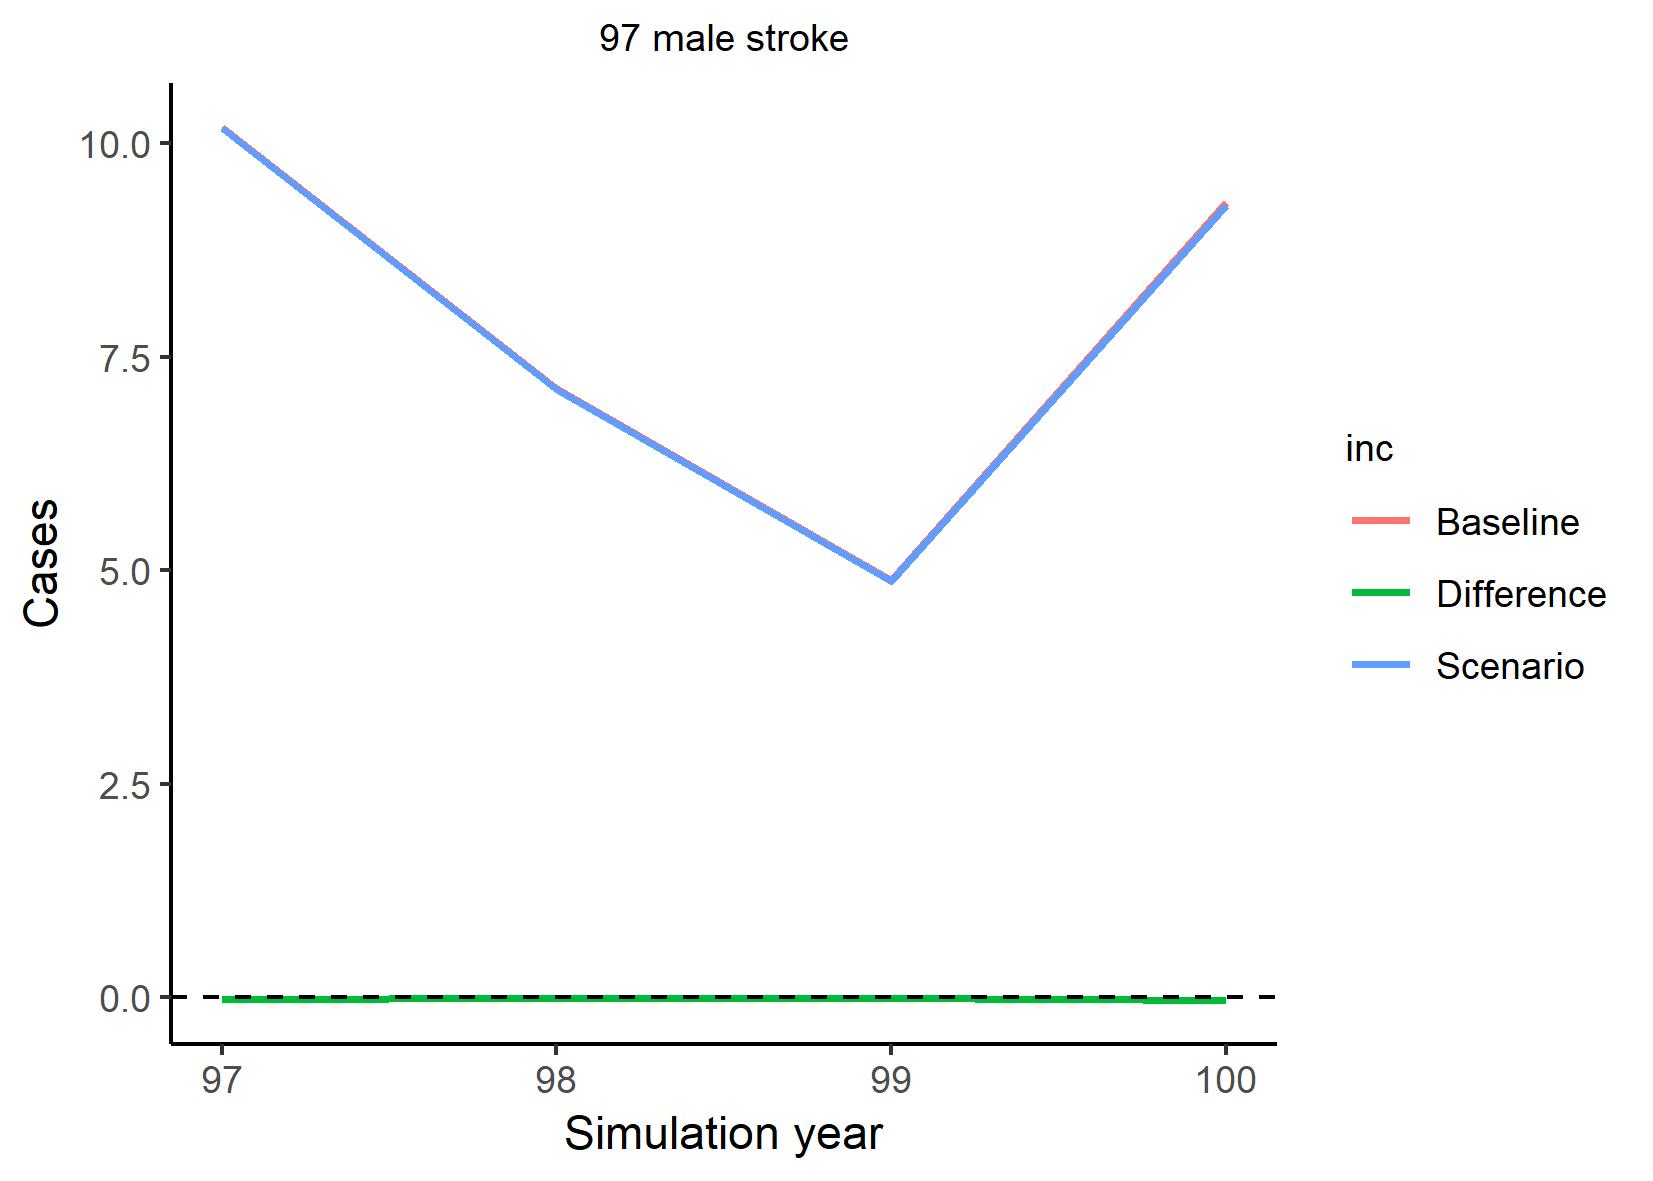 97 male stroke
Cases
10.0
7.5
5.0
2.5
0.0
97 98 99 100
Simulation year
inc
Baseline
Difference
Scenario